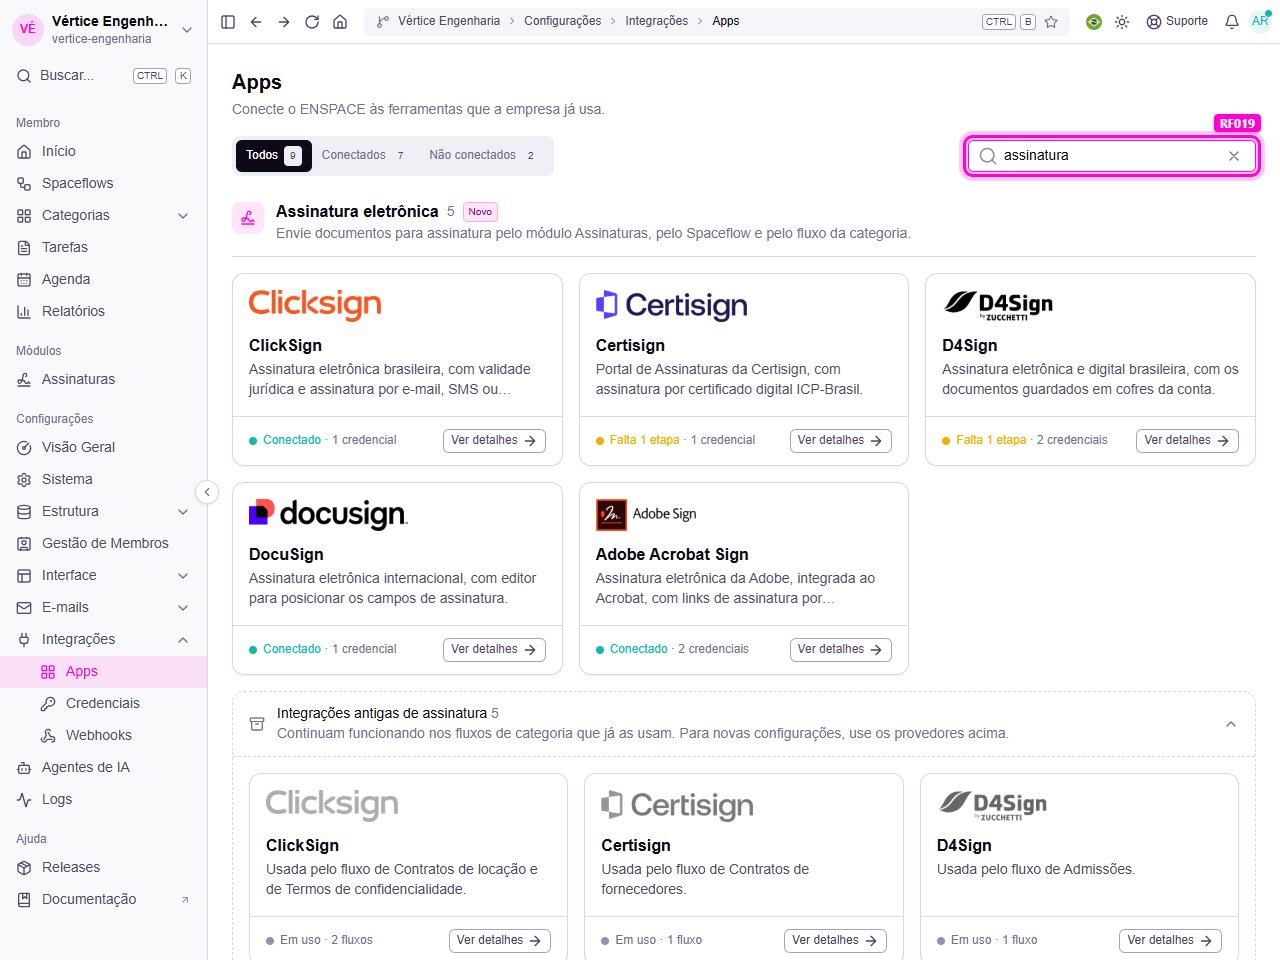 VÉ
Vértice Engenh...
vertice-engenharia
Buscar...
CTRL K
Membro
Início
Spaceflows
Categorias
Tarefas
Agenda
Relatórios
Módulos
Assinaturas
Configurações
Visão Geral
Sistema
Estrutura
Gestão de Membros
Interface
E-mails
Integrações
Apps
Credenciais
Webhooks
Agentes de IA
Logs
Ajuda
Releases
Documentação
Vértice Engenharia > Configurações > Integrações > Apps
CTRL B
Suporte
AR
Apps
Conecte o ENSPACE às ferramentas que a empresa já usa.
Todos 9 Conectados 7 Não conectados 2
RF019
assinatura
Assinatura eletrônica 5 Novo
Envie documentos para assinatura pelo módulo Assinaturas, pelo Spaceflow e pelo fluxo da categoria.
Clicksign
ClickSign
Assinatura eletrônica brasileira, com validade
jurídica e assinatura por e-mail, SMS ou...
Conectado · 1 credencial
Ver detalhes
Certisign
Certisign
Portal de Assinaturas da Certisign, com
assinatura por certificado digital ICP-Brasil.
Falta 1 etapa · 1 credencial
Ver detalhes
D4Sign
by ZUCCHETTI
D4Sign
Assinatura eletrônica e digital brasileira, com os
documentos guardados em cofres da conta.
Falta 1 etapa · 2 credenciais
Ver detalhes
docusign
DocuSign
Assinatura eletrônica internacional, com editor
para posicionar os campos de assinatura.
Conectado · 1 credencial
Ver detalhes
Adobe Sign
Adobe Acrobat Sign
Assinatura eletrônica da Adobe, integrada ao
Acrobat, com links de assinatura por...
Conectado · 2 credenciais
Ver detalhes
Integrações antigas de assinatura 5
Continuam funcionando nos fluxos de categoria que já as usam. Para novas configurações, use os provedores acima.
Clicksign
ClickSign
Usada pelo fluxo de Contratos de locação e
de Termos de confidencialidade.
Em uso · 2 fluxos
Ver detalhes
Certisign
Certisign
Usada pelo fluxo de Contratos de
fornecedores.
Em uso · 1 fluxo
Ver detalhes
D4Sign
by ZUCCHETTI
D4Sign
Usada pelo fluxo de Admissões.
Em uso · 1 fluxo
Ver detalhes